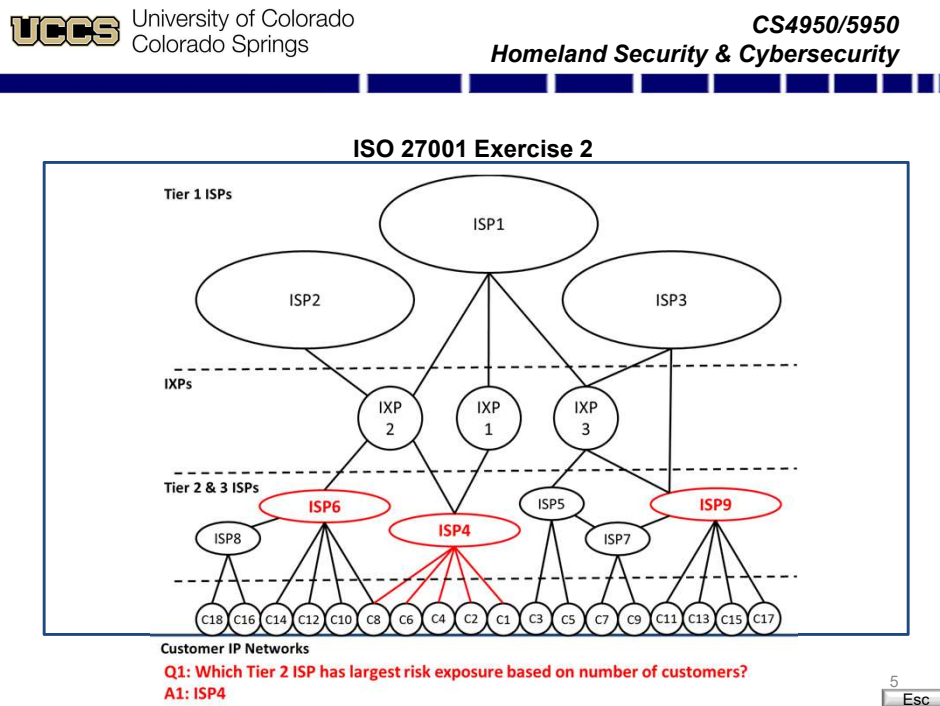 UCCS University of Colorado
Colorado Springs
CS4950/5950
Homeland Security & Cybersecurity
ISO 27001 Exercise 2
Tier 1 ISPs
ISP1
ISP2
ISP3
IXPs
IXP
2
IXP
1
IXP
3
Tier 2 & 3 ISPs
ISP6
ISP4
ISP5
ISP9
ISP8
ISP7
C18 C16 C14 C12 C10 C8 C6 C4 C2 C1 C3 C5 C7 C9 C11 C13 C15 C17
Customer IP Networks
Q1: Which Tier 2 ISP has largest risk exposure based on number of customers?
A1: ISP4
5
Esc